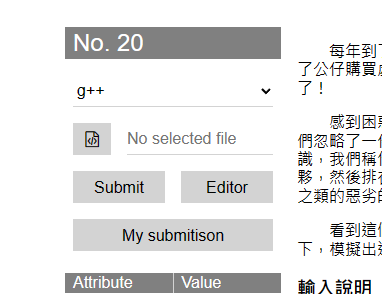 No. 20
g++
No selected file
Submit
Editor
My submitison
Attribute Value
每年到
了公仔購買
了！
感到困
們忽略了一
識，我們稱
夥，然後排
之類的惡劣
看到這
下，模擬出
輸入說明